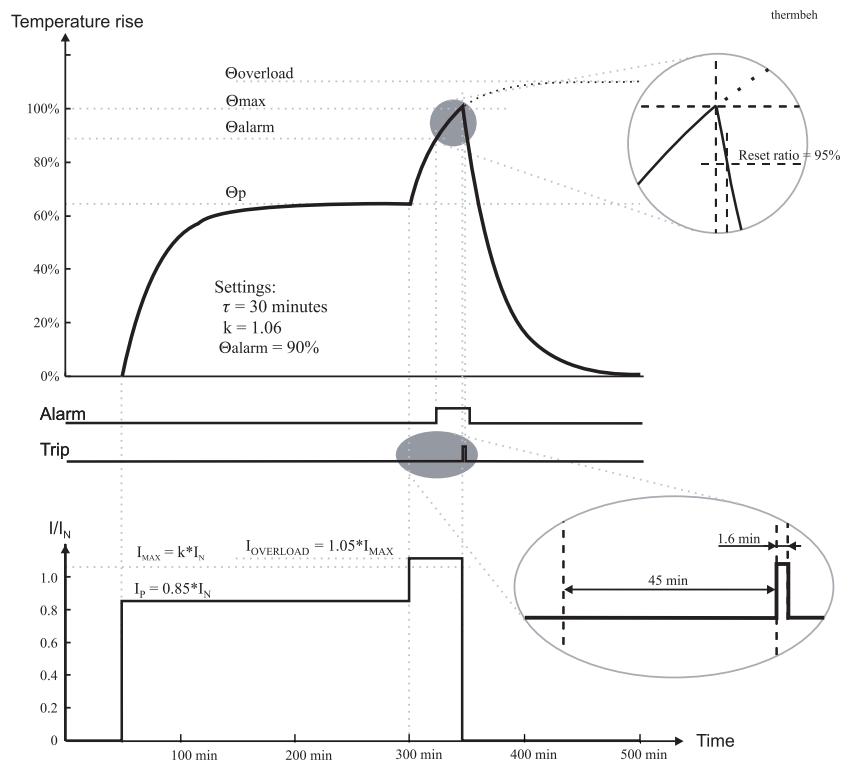 thermbeh
Temperature rise
Θoverload
Θmax
100%
Θalarm
80%
Reset ratio = 95%
Θp
60%
40%
Settings:
τ = 30 minutes
k = 1.06
Θalarm = 90%
20%
0%
Alarm
Trip
I/IN
IMAX = k*IN
IOVERLOAD = 1.05*IMAX
1.6 min
1.0
IP = 0.85*IN
45 min
0.8
0.6
0.4
0.2
0
Time
100 min
200 min
300 min
400 min
500 min